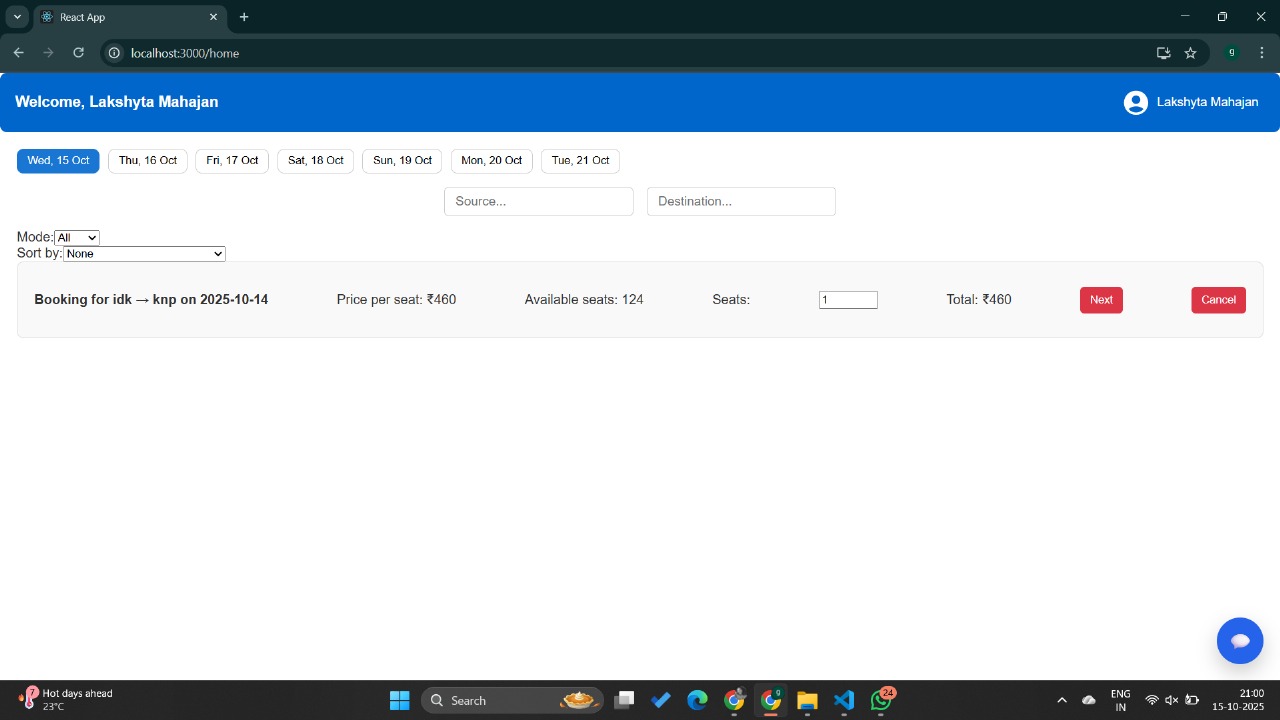 React App
localhost:3000/home
g
Welcome, Lakshyta Mahajan
Lakshyta Mahajan
Wed, 15 Oct Thu, 16 Oct Fri, 17 Oct Sat, 18 Oct Sun, 19 Oct Mon, 20 Oct Tue, 21 Oct
Source... Destination...
Mode: All
Sort by: None
Booking for idk → knp on 2025-10-14 Price per seat: ₹460 Available seats: 124 Seats: 1 Total: ₹460 Next Cancel
7 Hot days ahead
23°C
Search
9
24
ENG
IN
21:00
15-10-2025